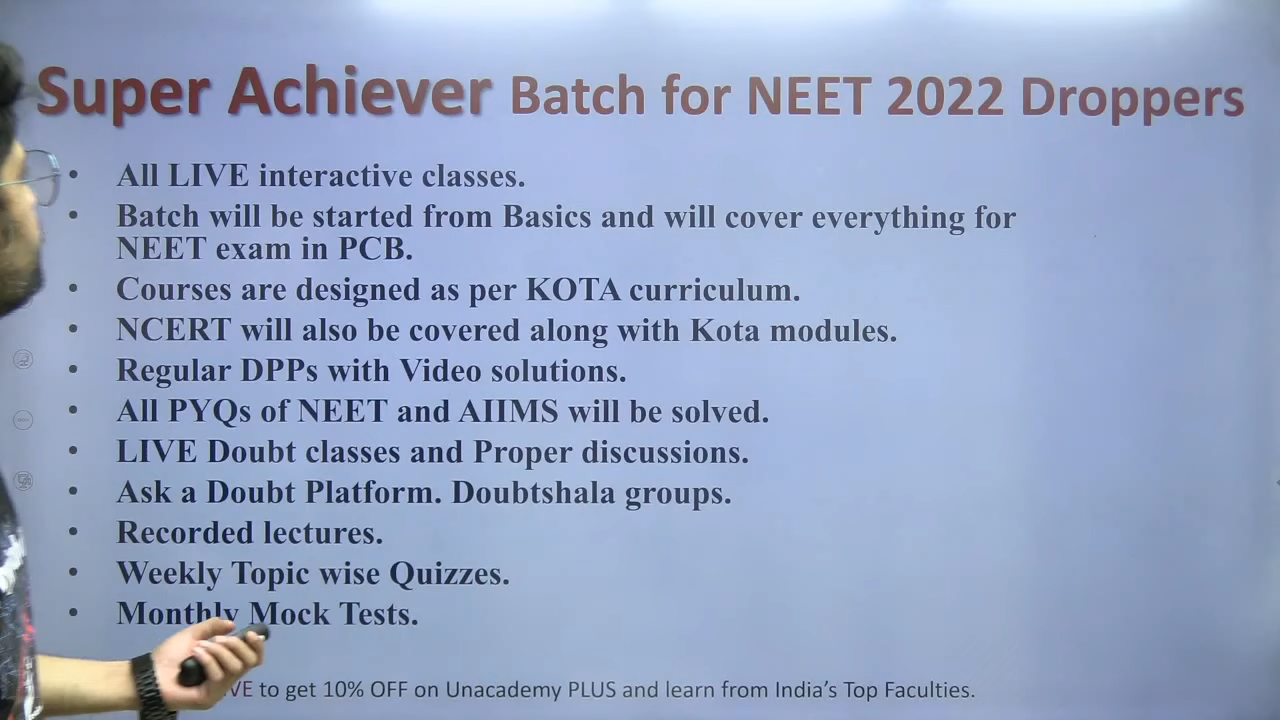 Super Achiever Batch for NEET 2022 Droppers
• All LIVE interactive classes.
• Batch will be started from Basics and will cover everything for
NEET exam in PCB.
• Courses are designed as per KOTA curriculum.
• NCERT will also be covered along with Kota modules.
• Regular DPPs with Video solutions.
• All PYQs of NEET and AIIMS will be solved.
• LIVE Doubt classes and Proper discussions.
• Ask a Doubt Platform. Doubtshala groups.
• Recorded lectures.
• Weekly Topic wise Quizzes.
• Monthly Mock Tests.
to get 10% OFF on Unacademy PLUS and learn from India's Top Faculties.